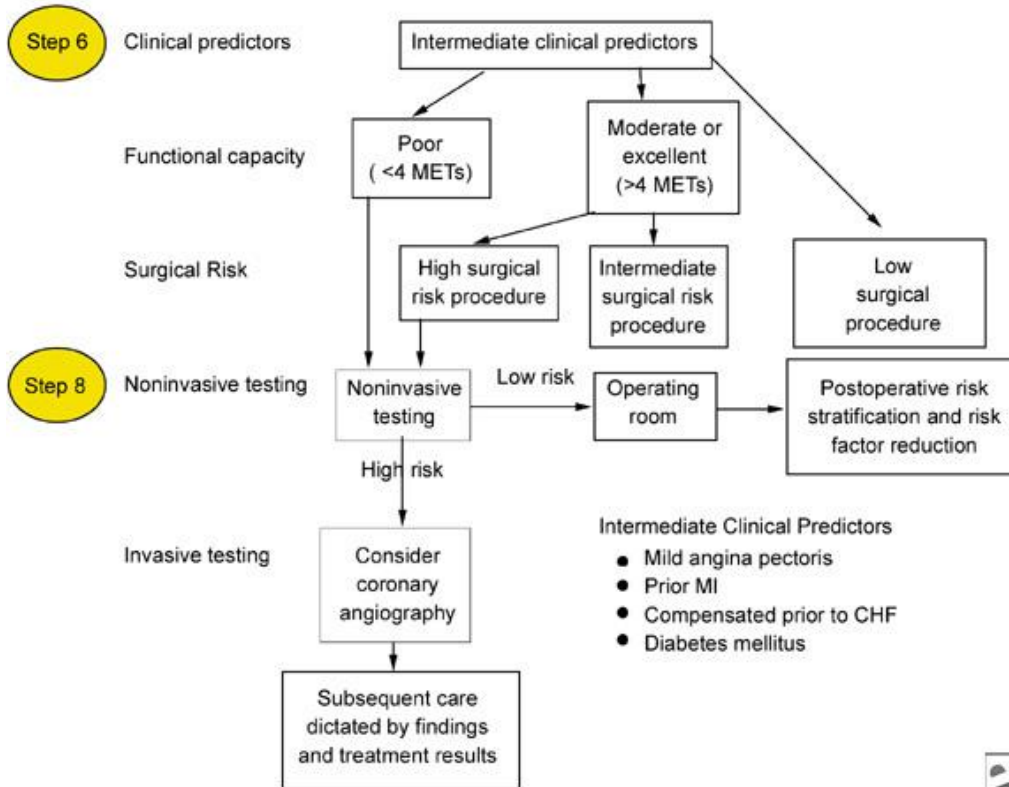 Step 6
Clinical predictors
Intermediate clinical predictors
Functional capacity
Poor
( <4 METs)
Moderate or
excellent
(>4 METs)
Surgical Risk
High surgical
risk procedure
Intermediate
surgical risk
procedure
Low
surgical
procedure
Step 8
Noninvasive testing
Noninvasive
testing
Low risk
Operating
room
Postoperative risk
stratification and risk
factor reduction
High risk
Invasive testing
Consider
coronary
angiography
Intermediate Clinical Predictors
● Mild angina pectoris
● Prior MI
● Compensated prior to CHF
● Diabetes mellitus
Subsequent care
dictated by findings
and treatment results